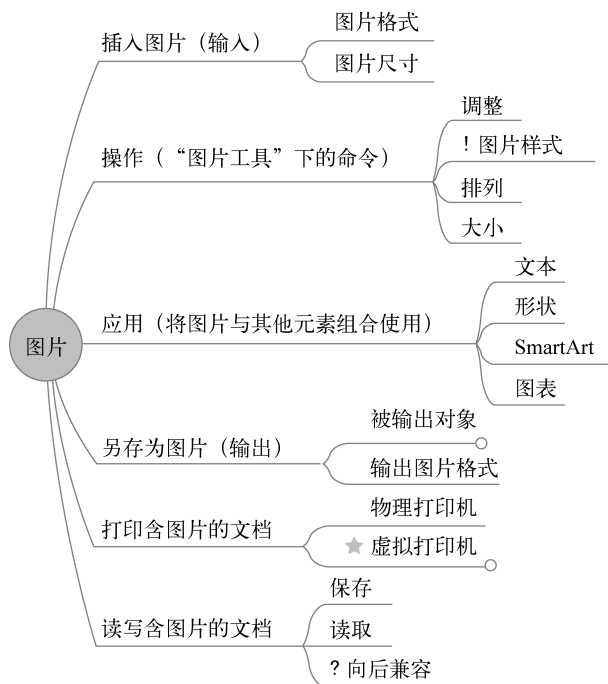 图片
插入图片（输入）
图片格式
图片尺寸
操作（“图片工具”下的命令）
调整
! 图片样式
排列
大小
应用（将图片与其他元素组合使用）
文本
形状
SmartArt
图表
另存为图片（输出）
被输出对象
输出图片格式
打印含图片的文档
物理打印机
虚拟打印机
读写含图片的文档
保存
读取
? 向后兼容